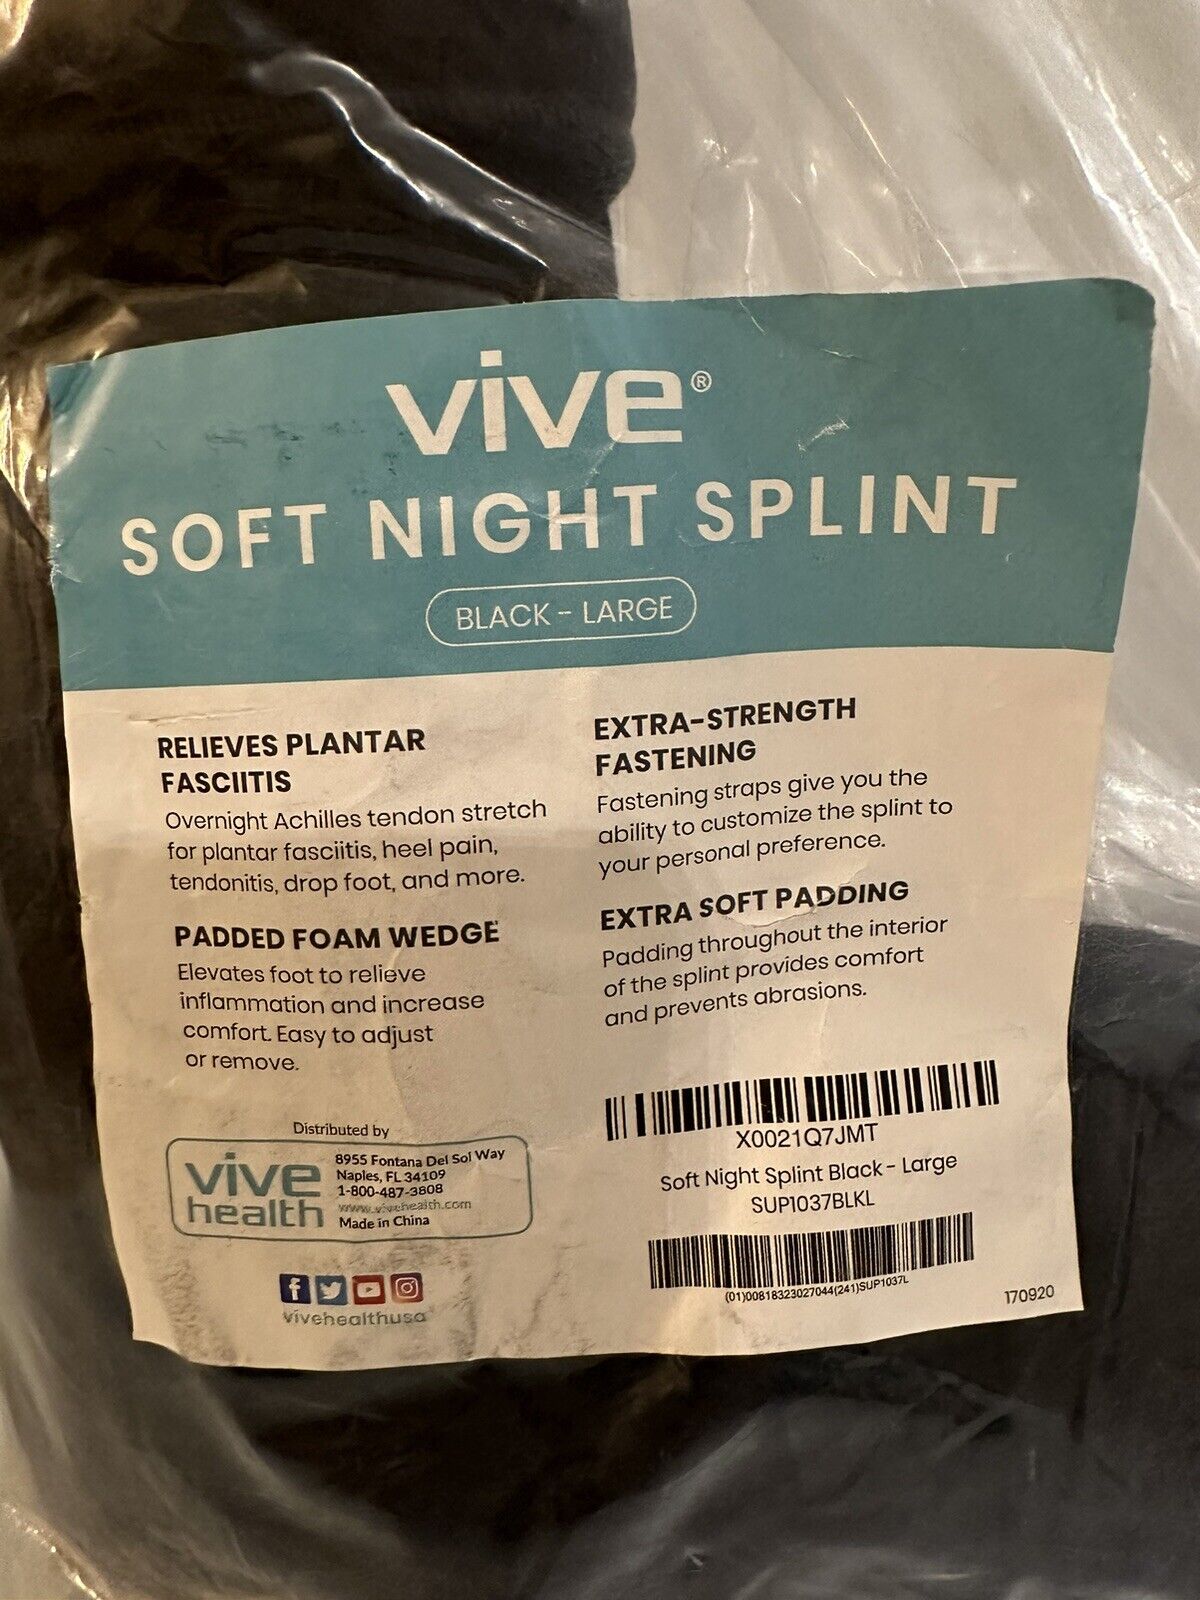 vive®
SOFT NIGHT SPLINT
BLACK - LARGE
RELIEVES PLANTAR
FASCIITIS
Overnight Achilles tendon stretch
for plantar fasciitis, heel pain,
tendonitis, drop foot, and more.
PADDED FOAM WEDGE
Elevates foot to relieve
inflammation and increase
comfort. Easy to adjust
or remove.
EXTRA-STRENGTH
FASTENING
Fastening straps give you the
ability to customize the splint to
your personal preference.
EXTRA SOFT PADDING
Padding throughout the interior
of the splint provides comfort
and prevents abrasions.
Distributed by
vive
health
8955 Fontana Del Sol Way
Naples, FL 34109
1-800-487-3808
www.vivehealth.com
Made in China
vivehealthusa
X0021Q7JMT
Soft Night Splint Black - Large
SUP1037BLKL
(01)00818323027044(241)SUP1037L
170920